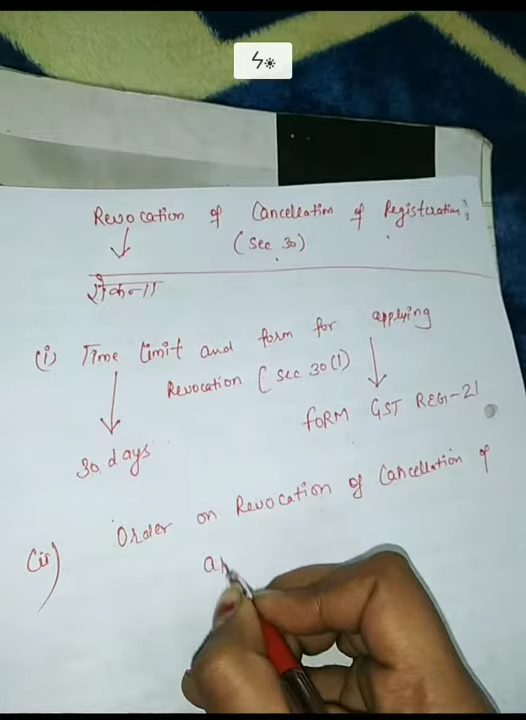 Revocation of Cancellation of Registration;
(Sec 30)
रोकना
(i) Time limit and form for applying
Revocation (Sec 30(1)
30 days
FORM GST REG-21
(ii) Order on Revocation of Cancellation of